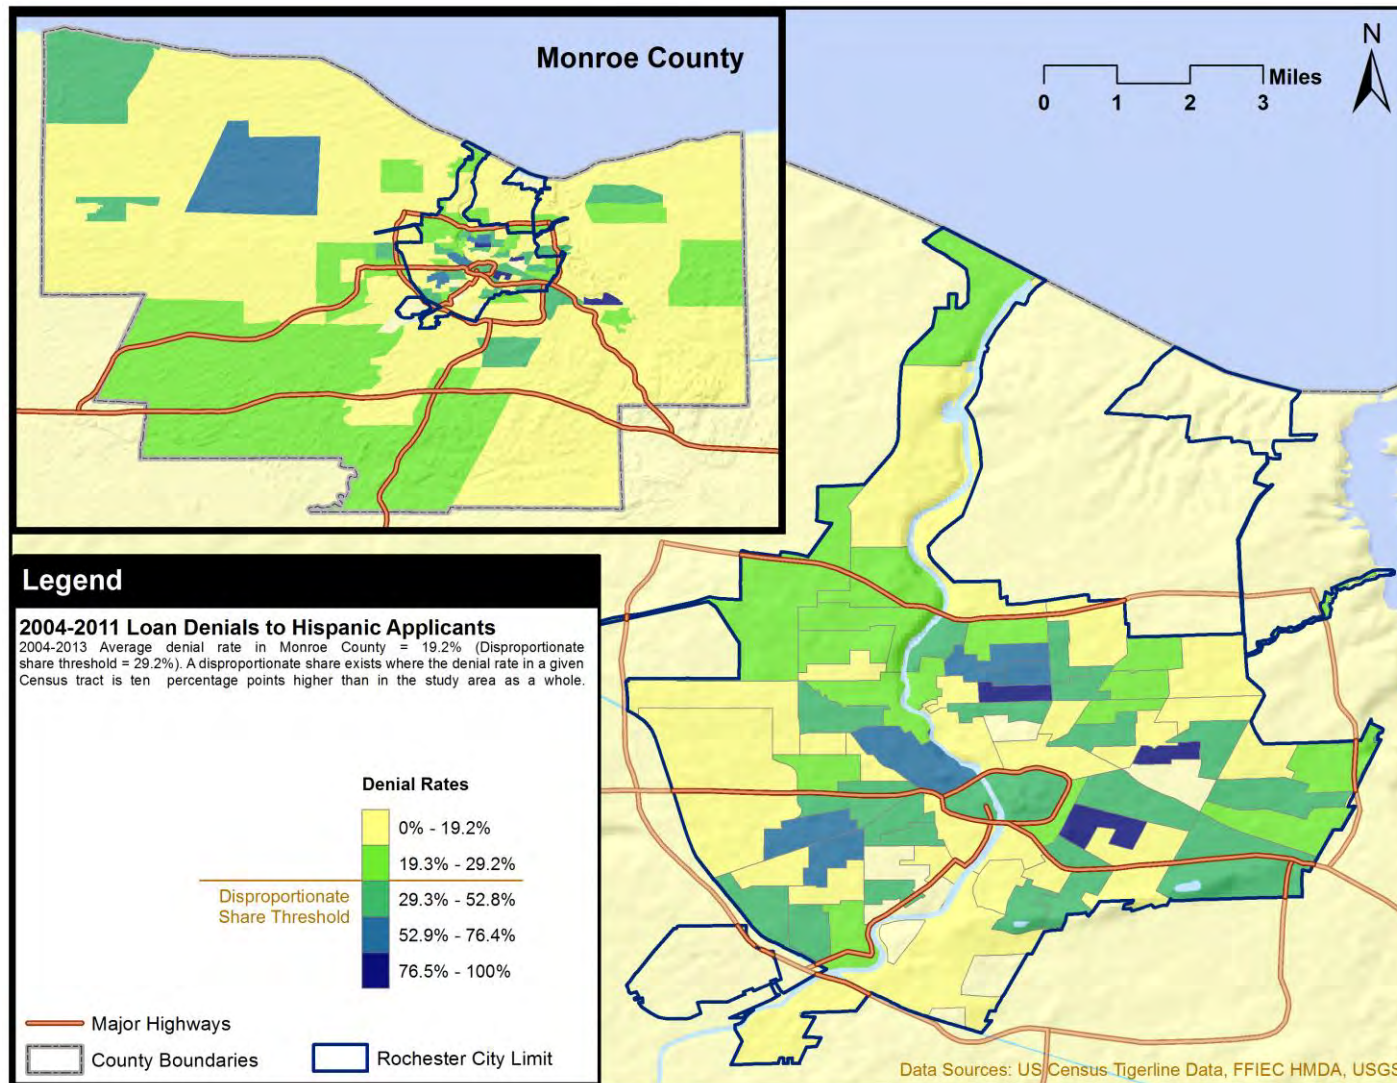 Monroe County
N
Miles
0 1 2 3
Legend
2004-2011 Loan Denials to Hispanic Applicants
2004-2013 Average denial rate in Monroe County = 19.2% (Disproportionate
share threshold = 29.2%). A disproportionate share exists where the denial rate in a given
Census tract is ten percentage points higher than in the study area as a whole.
Denial Rates
0% - 19.2%
19.3% - 29.2%
Disproportionate
Share Threshold
29.3% - 52.8%
52.9% - 76.4%
76.5% - 100%
Major Highways
County Boundaries
Rochester City Limit
Data Sources: US Census Tigerline Data, FFIEC HMDA, USGS